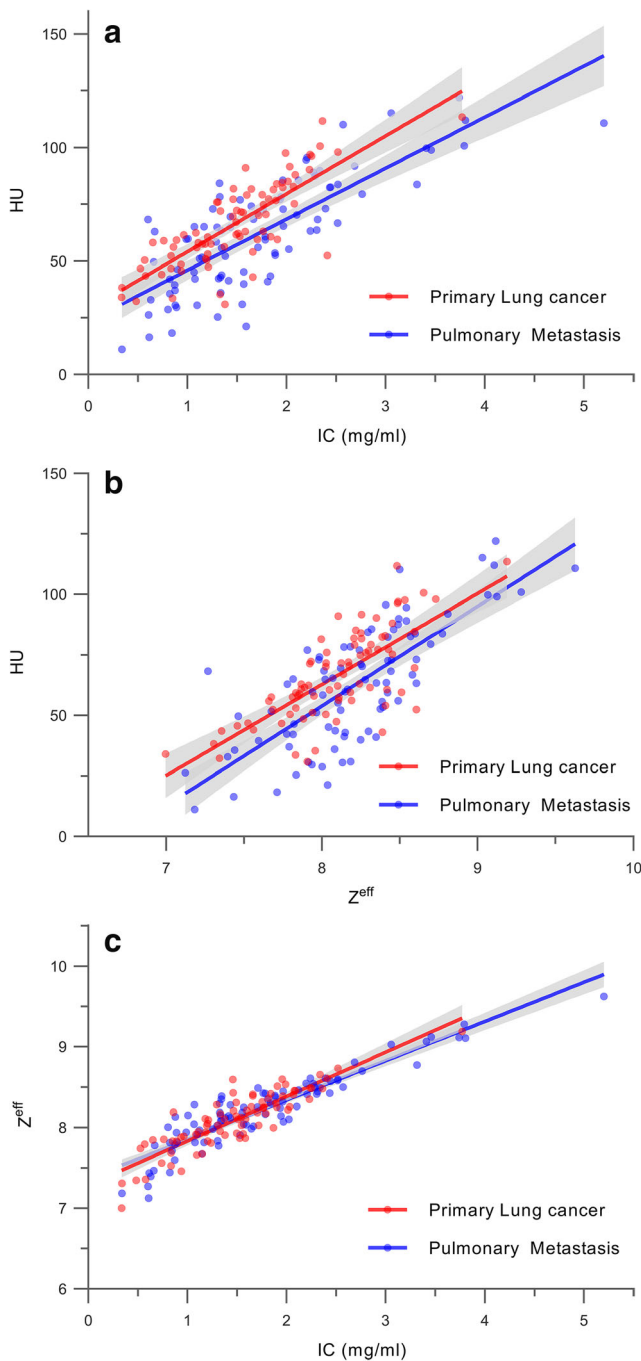 a
150
100
50
0
HU
Primary Lung cancer
Pulmonary Metastasis
0 1 2 3 4 5
IC (mg/ml)
b
150
100
50
0
HU
Primary Lung cancer
Pulmonary Metastasis
7 8 9 10
Zeff
c
10
9
8
7
6
Zeff
Primary Lung cancer
Pulmonary Metastasis
0 1 2 3 4 5
IC (mg/ml)